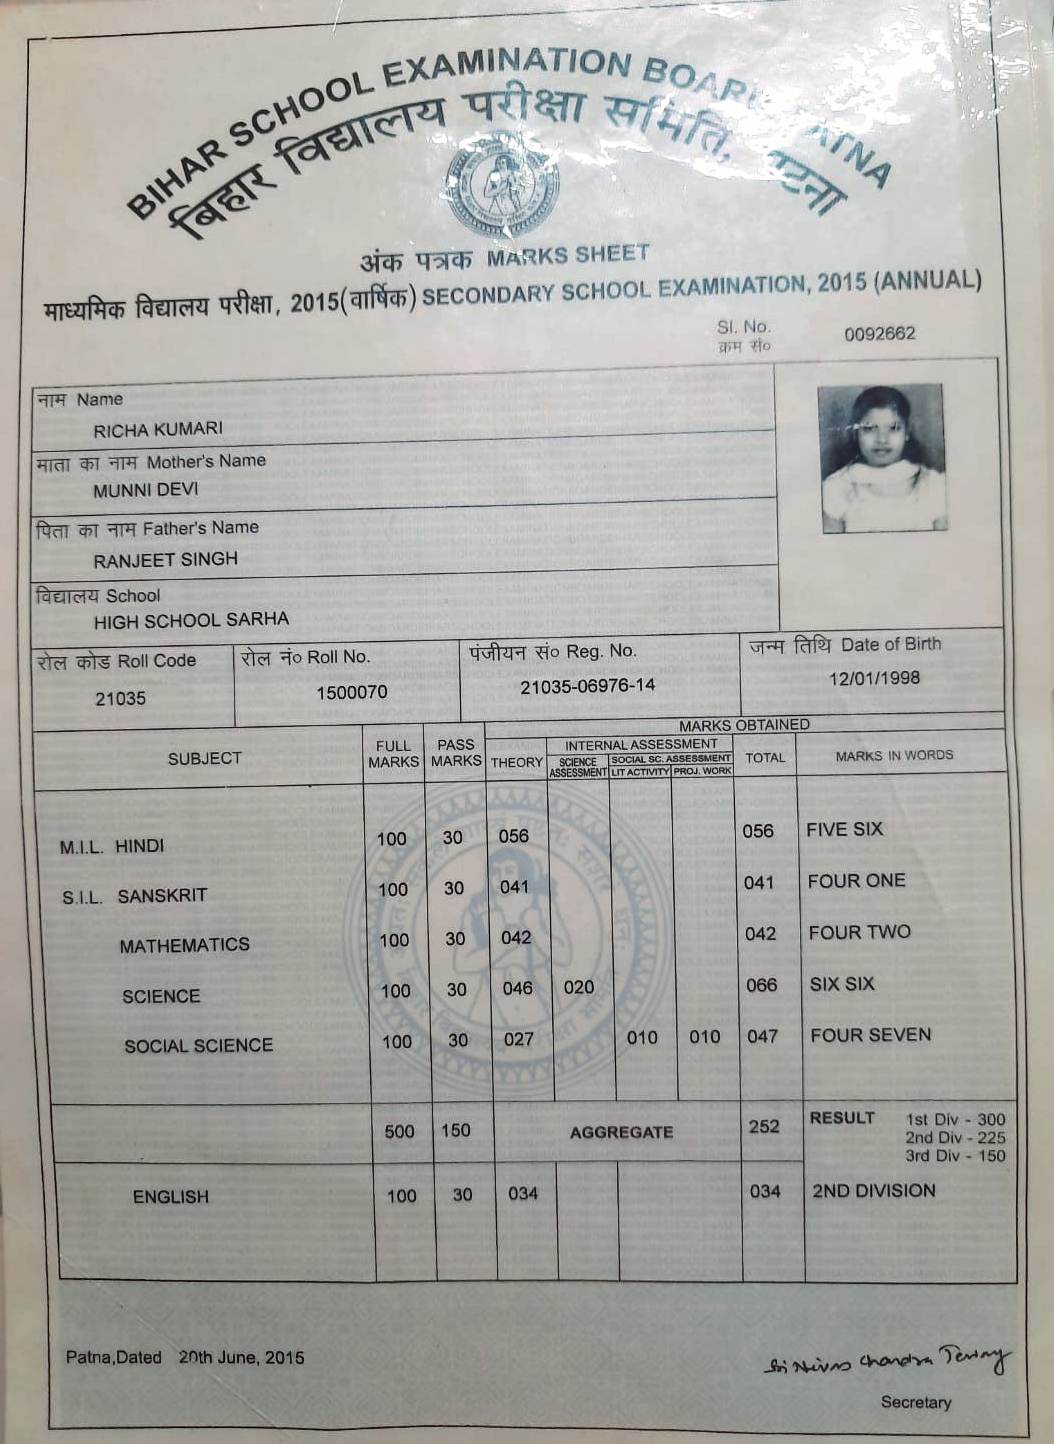 BIHAR SCHOOL EXAMINATION BOARD, PATNA
बिहार विद्यालय परीक्षा समिति, पटना
अंक पत्रक MARKS SHEET
माध्यमिक विद्यालय परीक्षा, 2015(वार्षिक) SECONDARY SCHOOL EXAMINATION, 2015 (ANNUAL)
Sl. No. 0092662
क्रम सं०
नाम Name
RICHA KUMARI
माता का नाम Mother's Name
MUNNI DEVI
पिता का नाम Father's Name
RANJEET SINGH
विद्यालय School
HIGH SCHOOL SARHA
रोल कोड Roll Code रोल नं० Roll No. पंजीयन सं० Reg. No. जन्म तिथि Date of Birth
21035 1500070 21035-06976-14 12/01/1998
MARKS OBTAINED
SUBJECT FULL MARKS PASS MARKS THEORY INTERNAL ASSESSMENT TOTAL MARKS IN WORDS
SCIENCE ASSESSMENT SOCIAL SC. ASSESSMENT
LIT ACTIVITY PROJ. WORK
M.I.L. HINDI 100 30 056 056 FIVE SIX
S.I.L. SANSKRIT 100 30 041 041 FOUR ONE
MATHEMATICS 100 30 042 042 FOUR TWO
SCIENCE 100 30 046 020 066 SIX SIX
SOCIAL SCIENCE 100 30 027 010 010 047 FOUR SEVEN
500 150 AGGREGATE 252 RESULT 1st Div - 300
2nd Div - 225
3rd Div - 150
ENGLISH 100 30 034 034 2ND DIVISION
Patna,Dated 20th June, 2015
Secretary